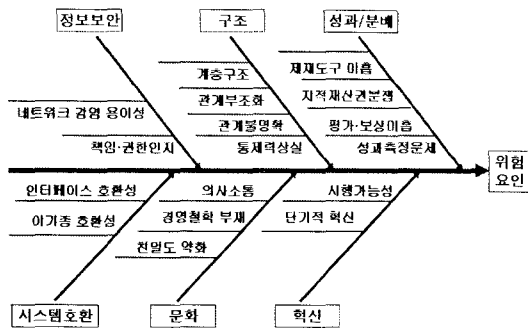 정보보안
구조
성과/분배
네트워크 감염 용이성
책임·권한인지
계층구조
관계부조화
관계불명확
통제력상실
제재도구 미흡
지적재산권분쟁
평가·보상미흡
성과측정문제
위험
요인
인터페이스 호환성
이기종 호환성
의사소통
경영철학 부재
친밀도 약화
시행가능성
단기적 혁신
시스템호환
문화
혁신